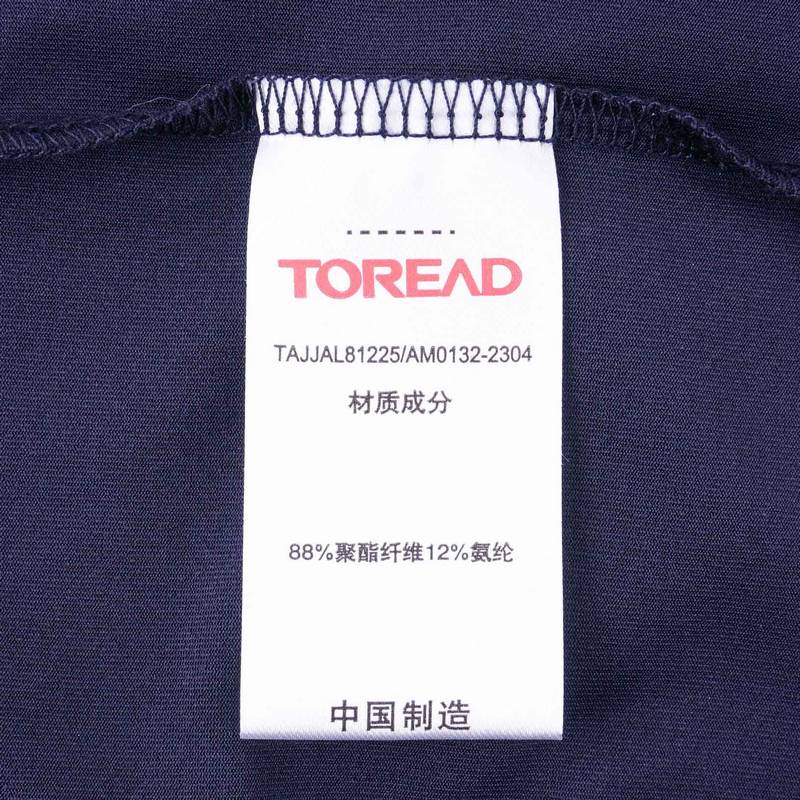 TOREAD
TAJJAL81225/AM0132-2304
材质成分
88%聚酯纤维12%氨纶
中国制造